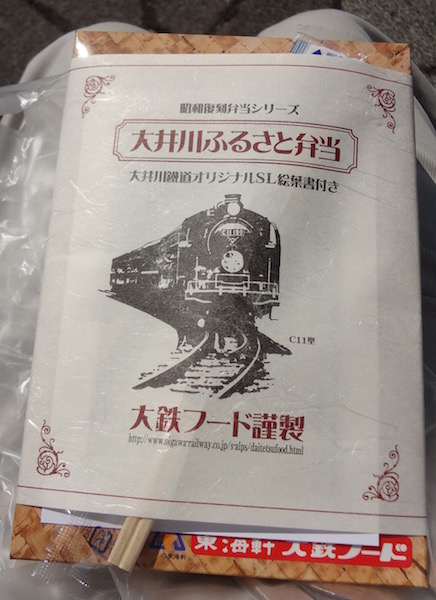 昭和復刻弁当シリーズ
大井川ふるさと弁当
大井川鐵道オリジナルSL絵葉書付き
C11型
大鉄フード謹製
http://www.oigawa-railway.co.jp/s-alps/daitetsufood.html
東海軒 大鉄フード
東海軒